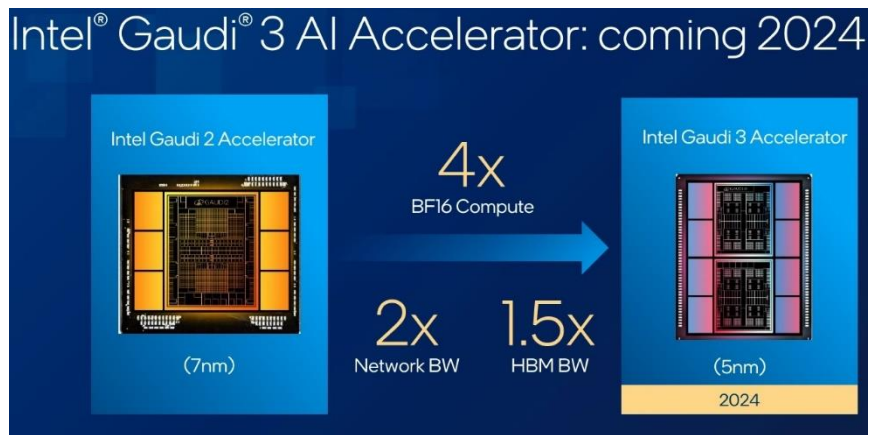 Intel® Gaudi® 3 AI Accelerator: coming 2024
Intel Gaudi 2 Accelerator
GAUDI2
(7nm)
4x
BF16 Compute
2x
Network BW
1.5x
HBM BW
Intel Gaudi 3 Accelerator
(5nm)
2024